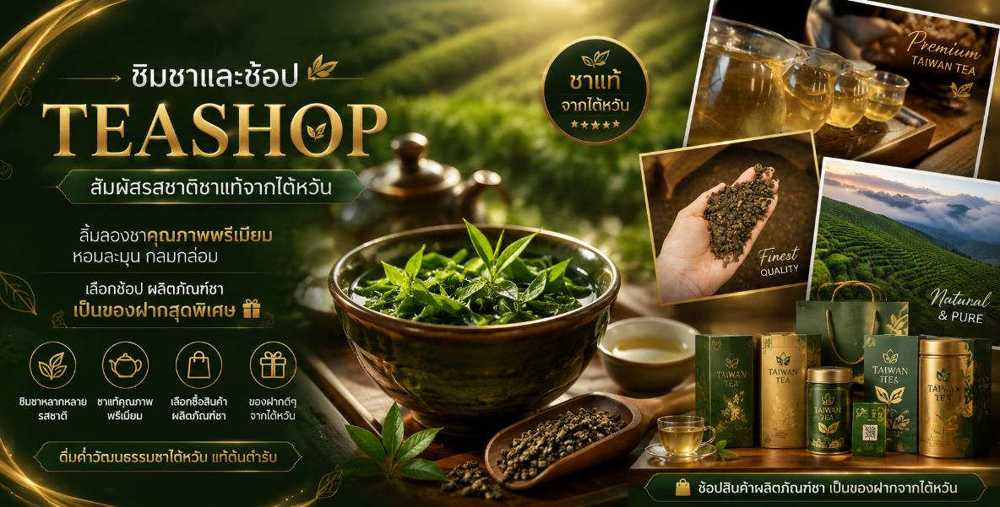 ชิมชาและช้อป
TEASHOP
สัมผัสรสชาติชาแท้จากไต้หวัน
ลิ้มลองชาคุณภาพพรีเมียม
หอมละมุน กลมกล่อม
เลือกช้อป ผลิตภัณฑ์ชา
เป็นของฝากสุดพิเศษ
ชิมชาหลากหลาย
รสชาติ
ชาแท้คุณภาพ
พรีเมี่ยม
เลือกซื้อสินค้า
ผลิตภัณฑ์ชา
ของฝากดีๆ
จากไต้หวัน
ดื่มด่ำวัฒนธรรมชาไต้หวัน แท้ต้นตำรับ
ชาแท้
จากไต้หวัน
Premium
TAIWAN TEA
Finest
QUALITY
Natural
& PURE
TAIWAN
TEA
TAIWAN
TEA
TAIWAN
TEA
TAIWAN
TEA
TAIWAN
TEA
ช้อปสินค้าผลิตภัณฑ์ชา เป็นของฝากจากไต้หวัน